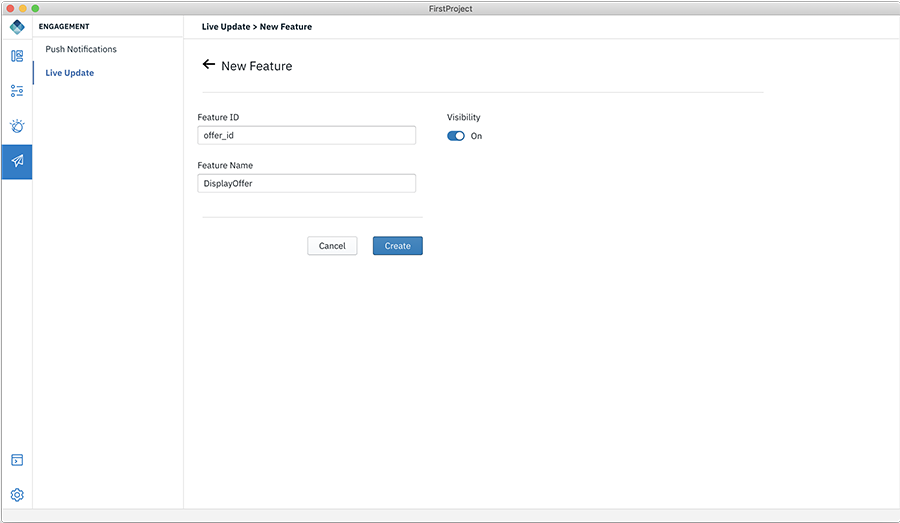 FirstProject
ENGAGEMENT
Push Notifications
Live Update
Live Update > New Feature
New Feature
Feature ID
offer_id
Visibility
On
Feature Name
DisplayOffer
Cancel
Create